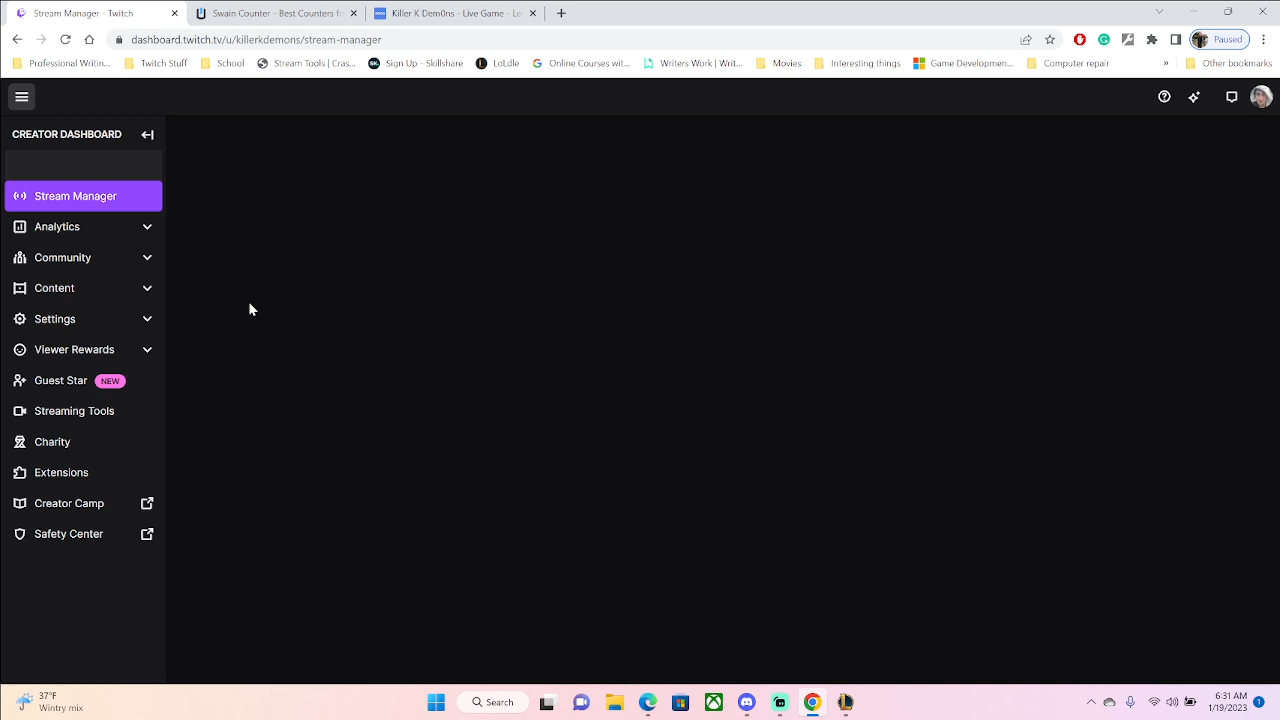 Stream Manager - Twitch
Swain Counter - Best Counters f
Killer K Dem0ns - Live Game - Le
dashboard.twitch.tv/u/killerkdemons/stream-manager
Paused
Professional Writin...
Twitch Stuff
School
Stream Tools | Cras...
Sign Up - Skillshare
LoLdle
Online Courses wit...
Writers Work | Writ...
Movies
Interesting things
Game Developmen...
Computer repair
»
Other bookmarks
CREATOR DASHBOARD
Stream Manager
Analytics
Community
Content
Settings
Viewer Rewards
Guest Star NEW
Streaming Tools
Charity
Extensions
Creator Camp
Safety Center
37°F
Wintry mix
Search
6:31 AM
1/19/2023
1